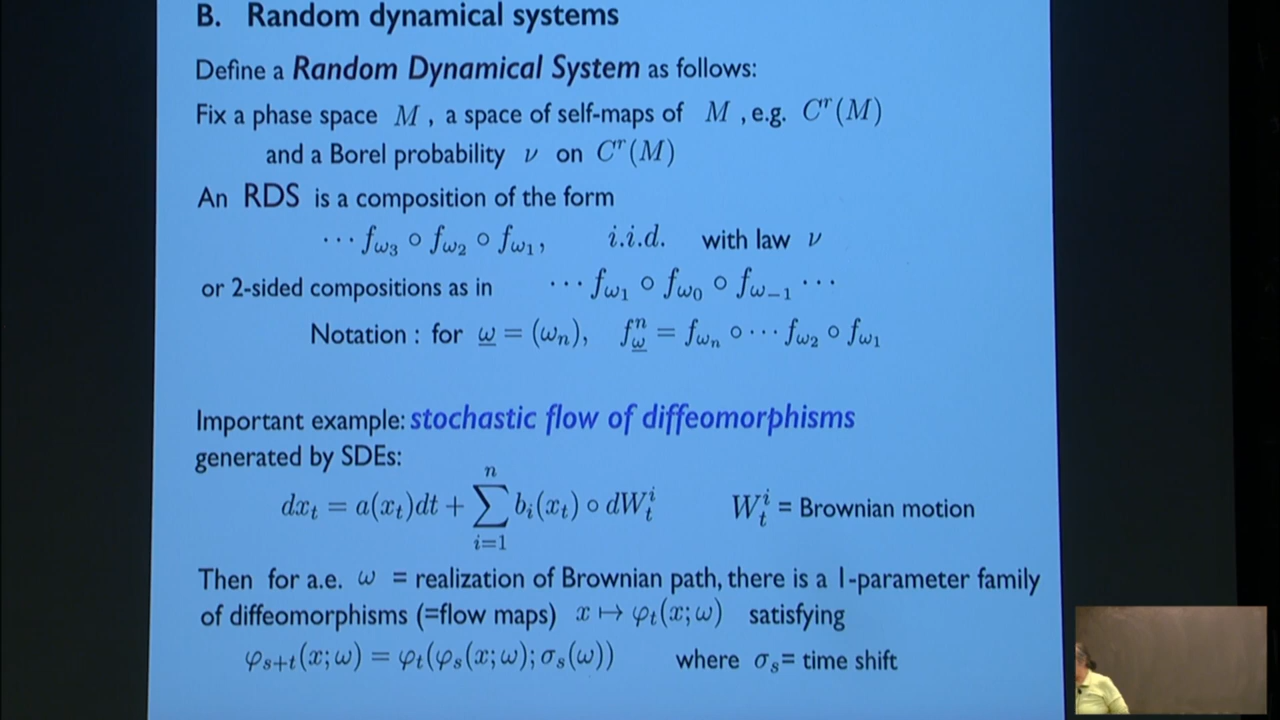 B. Random dynamical systems
Define a Random Dynamical System as follows:
Fix a phase space M , a space of self-maps of M , e.g. C^r(M)
and a Borel probability ν on C^r(M)
An RDS is a composition of the form
⋯ f_{ω_3} ∘ f_{ω_2} ∘ f_{ω_1}, i.i.d. with law ν
or 2-sided compositions as in ⋯ f_{ω_1} ∘ f_{ω_0} ∘ f_{ω_{-1}} ⋯
Notation : for \underline{ω} = (ω_n), f^n_{\underline{ω}} = f_{ω_n} ∘ ⋯ f_{ω_2} ∘ f_{ω_1}
Important example: stochastic flow of diffeomorphisms
generated by SDEs:
dx_t = a(x_t)dt + \sum_{i=1}^{n} b_i(x_t) ∘ dW_t^i W_t^i = Brownian motion
Then for a.e. ω = realization of Brownian path, there is a 1-parameter family
of diffeomorphisms (=flow maps) x ↦ φ_t(x; ω) satisfying
φ_{s+t}(x; ω) = φ_t(φ_s(x; ω); σ_s(ω)) where σ_s = time shift